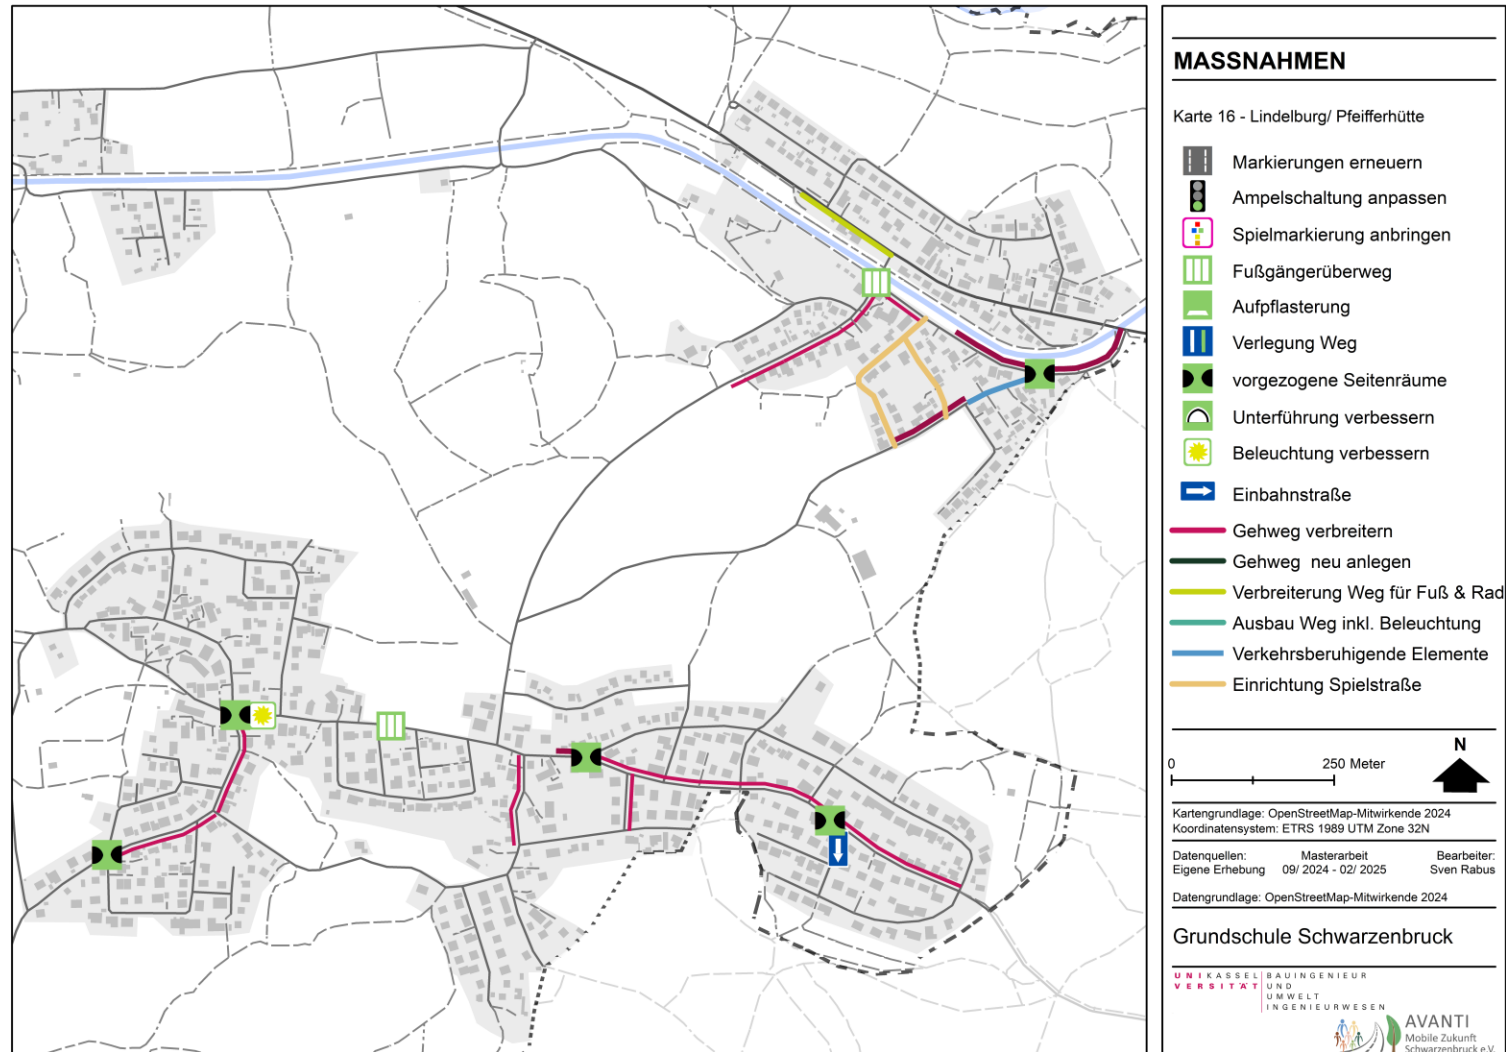 MASSNAHMEN
Karte 16 - Lindelburg/ Pfeifferhütte
Markierungen erneuern
Ampelschaltung anpassen
Spielmarkierung anbringen
Fußgängerüberweg
Aufpflasterung
Verlegung Weg
vorgezogene Seitenräume
Unterführung verbessern
Beleuchtung verbessern
Einbahnstraße
Gehweg verbreitern
Gehweg neu anlegen
Verbreiterung Weg für Fuß & Rad
Ausbau Weg inkl. Beleuchtung
Verkehrsberuhigende Elemente
Einrichtung Spielstraße
N
0 250 Meter
Kartengrundlage: OpenStreetMap-Mitwirkende 2024
Koordinatensystem: ETRS 1989 UTM Zone 32N
Datenquellen: Masterarbeit Bearbeiter:
Eigene Erhebung 09/ 2024 - 02/ 2025 Sven Rabus
Datengrundlage: OpenStreetMap-Mitwirkende 2024
Grundschule Schwarzenbruck
UNIKASSEL BAUINGENIEUR
VERSITÄT UND
UMWELT
INGENIEURWESEN
AVANTI
Mobile Zukunft
Schwarzenbruck e.V.